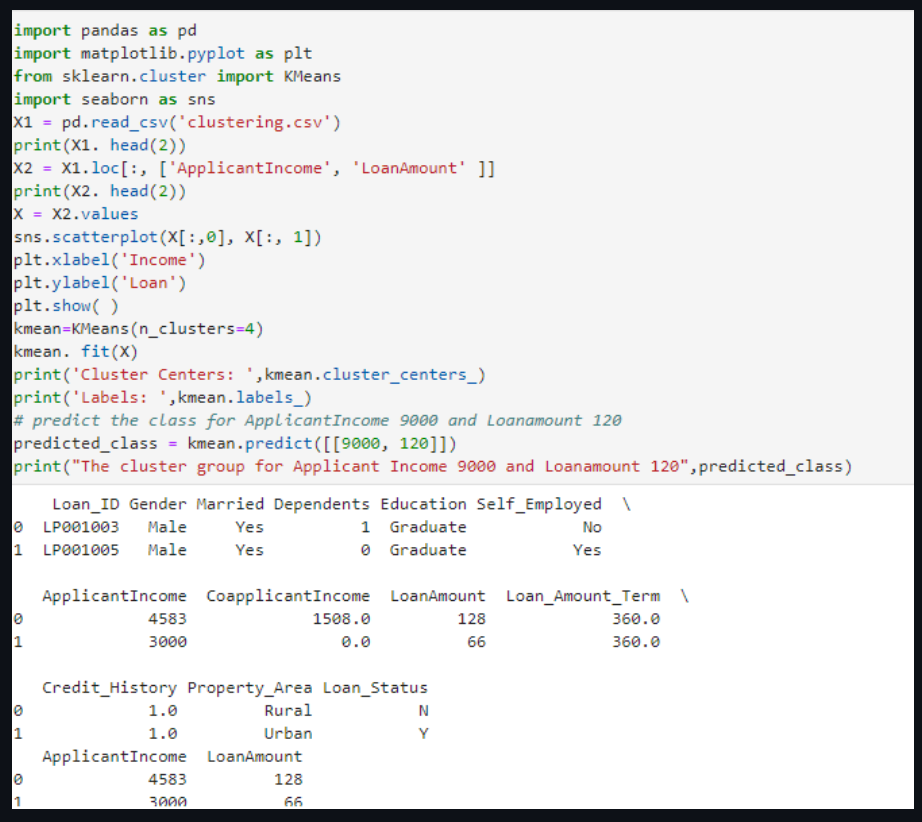 import pandas as pd
import matplotlib.pyplot as plt
from sklearn.cluster import KMeans
import seaborn as sns
X1 = pd.read_csv('clustering.csv')
print(X1. head(2))
X2 = X1.loc[:, ['ApplicantIncome', 'LoanAmount' ]]
print(X2. head(2))
X = X2.values
sns.scatterplot(X[:,0], X[:, 1])
plt.xlabel('Income')
plt.ylabel('Loan')
plt.show( )
kmean=KMeans(n_clusters=4)
kmean. fit(X)
print('Cluster Centers: ',kmean.cluster_centers_)
print('Labels: ',kmean.labels_)
# predict the class for ApplicantIncome 9000 and Loanamount 120
predicted_class = kmean.predict([[9000, 120]])
print("The cluster group for Applicant Income 9000 and Loanamount 120",predicted_class)
    Loan_ID Gender Married Dependents Education Self_Employed  \
0  LP001003   Male     Yes          1  Graduate            No
1  LP001005   Male     Yes          0  Graduate           Yes
   ApplicantIncome  CoapplicantIncome  LoanAmount  Loan_Amount_Term  \
0             4583             1508.0         128             360.0
1             3000                0.0          66             360.0
   Credit_History Property_Area Loan_Status
0             1.0         Rural           N
1             1.0         Urban           Y
   ApplicantIncome  LoanAmount
0             4583         128
1             3000          66